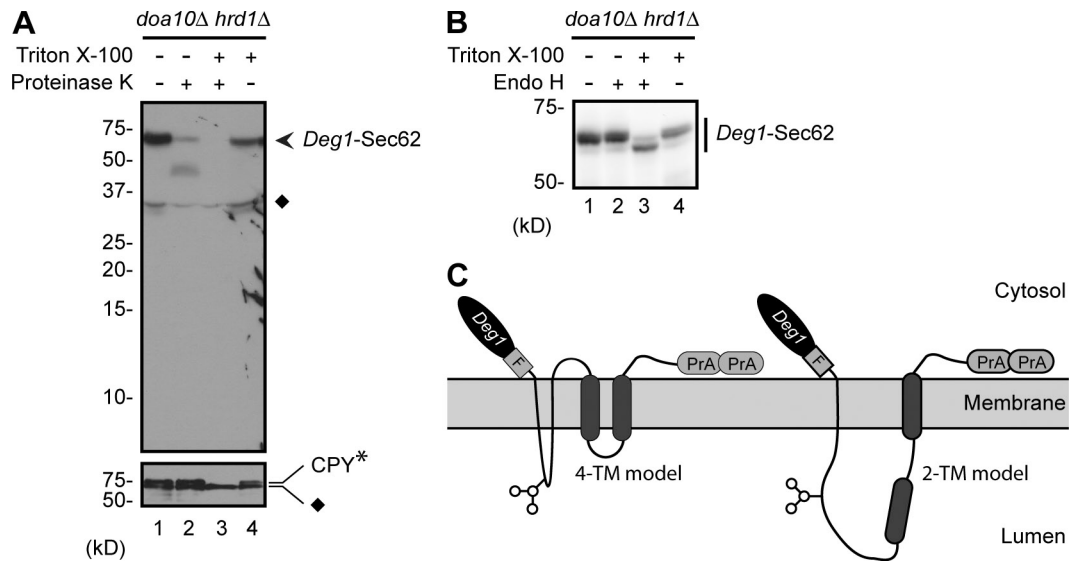 A
doa10Δ hrd1Δ
Triton X-100 - - + +
Proteinase K - + + -
75-
50-
37-
25-
20-
15-
10-
Deg1-Sec62
75-
50-
CPY*
1 2 3 4
(kD)
B
doa10Δ hrd1Δ
Triton X-100 - - + +
Endo H - + + -
75-
50-
Deg1-Sec62
1 2 3 4
(kD)
C
Cytosol
Deg1
F
PrA PrA
Deg1
F
PrA PrA
Membrane
4-TM model
2-TM model
Lumen